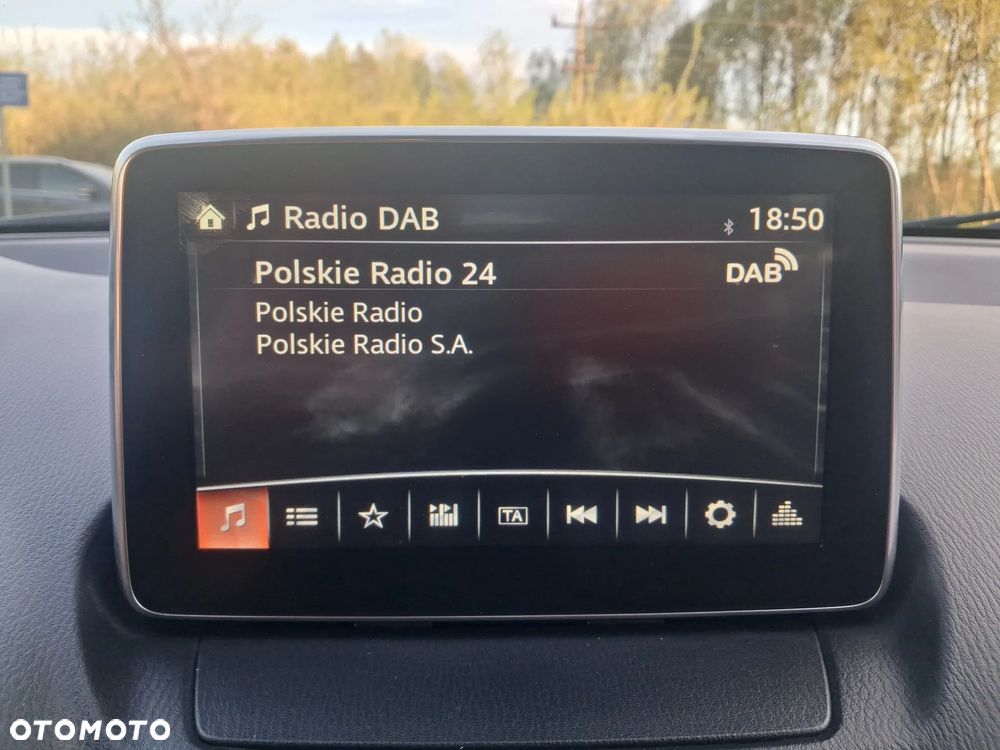 Radio DAB 18:50
Polskie Radio 24 DAB
Polskie Radio
Polskie Radio S.A.
TA
OTOMOTO